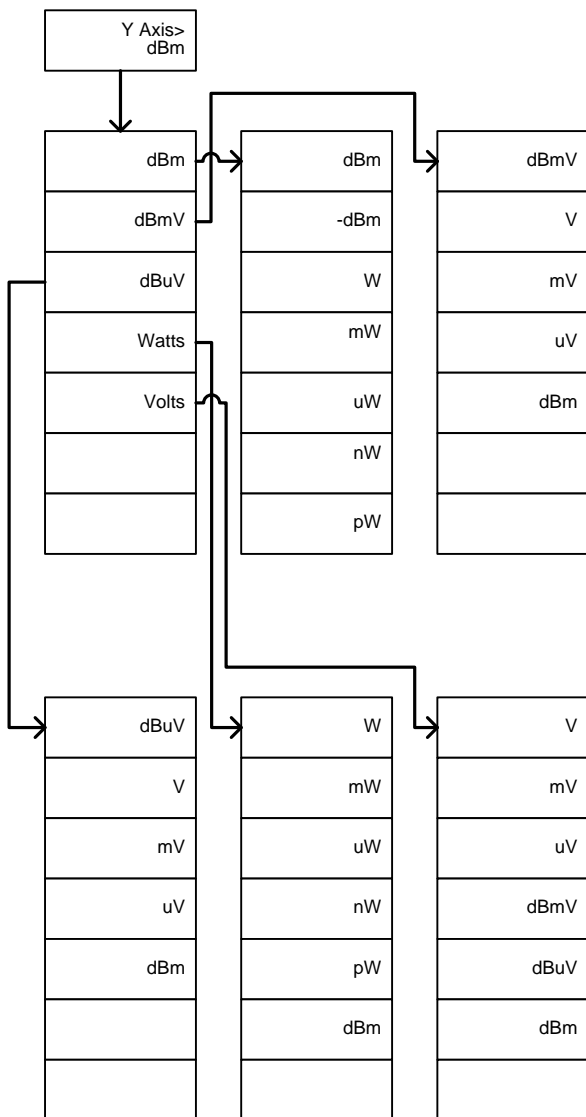 Y Axis>
dBm
dBm
dBmV
dBuV
Watts
Volts
dBm
-dBm
W
mW
uW
nW
pW
dBmV
V
mV
uV
dBm
dBuV
V
mV
uV
dBm
W
mW
uW
nW
pW
dBm
V
mV
uV
dBmV
dBuV
dBm